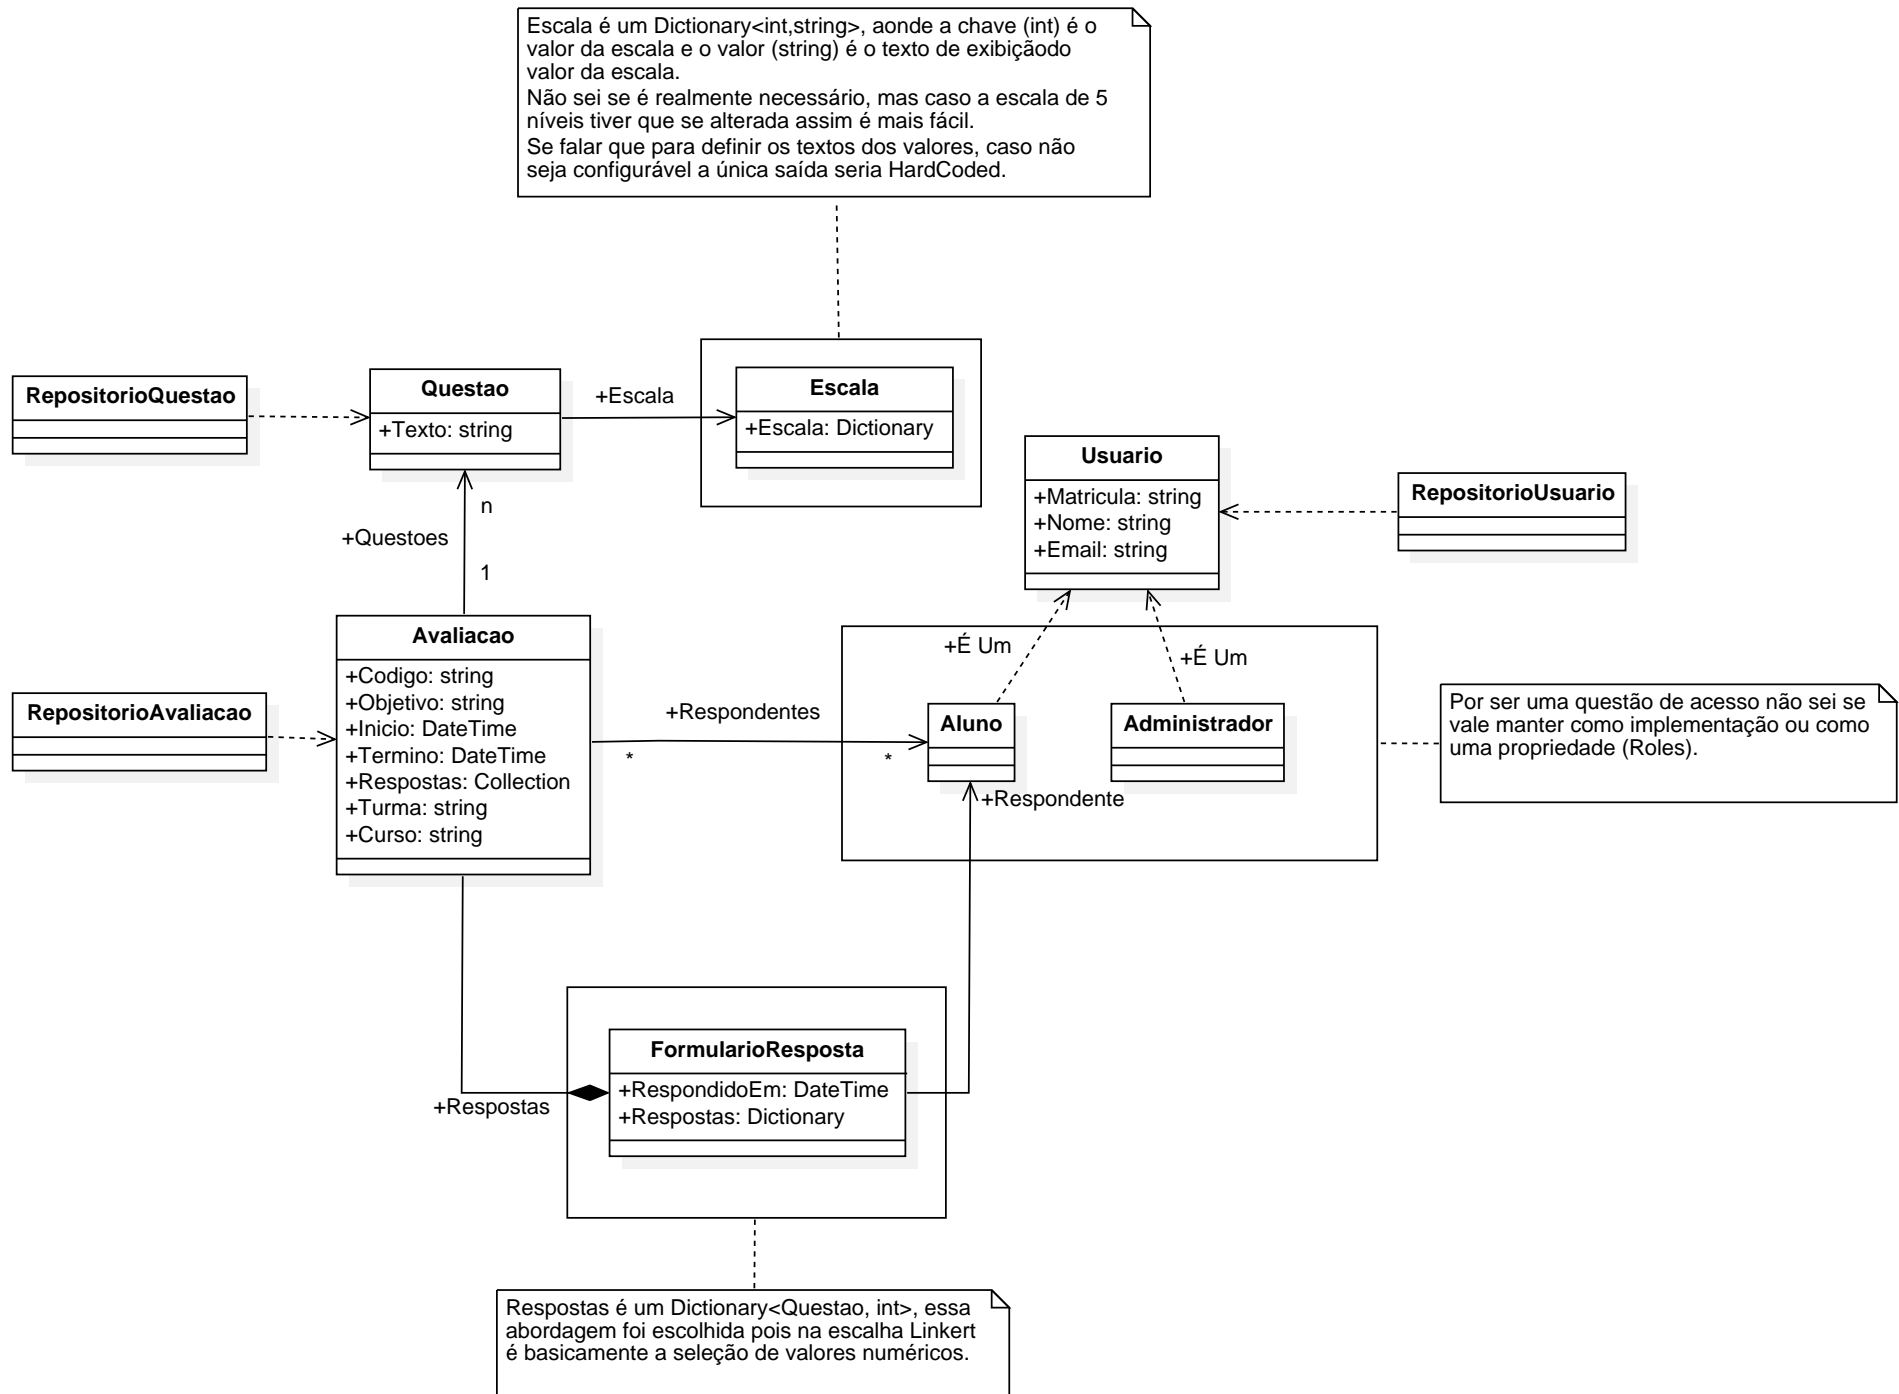 Escala é um Dictionary<int,string>, aonde a chave (int) é o
valor da escala e o valor (string) é o texto de exibiçãodo
valor da escala.
Não sei se é realmente necessário, mas caso a escala de 5
níveis tiver que se alterada assim é mais fácil.
Se falar que para definir os textos dos valores, caso não
seja configurável a única saída seria HardCoded.
RepositorioQuestao
Questao
+Texto: string
+Escala
Escala
+Escala: Dictionary
Usuario
+Matricula: string
+Nome: string
+Email: string
RepositorioUsuario
n
+Questoes
1
Avaliacao
+Codigo: string
+Objetivo: string
+Inicio: DateTime
+Termino: DateTime
+Respostas: Collection
+Turma: string
+Curso: string
RepositorioAvaliacao
+Respondentes
*
*
+É Um
+É Um
Aluno
Administrador
+Respondente
Por ser uma questão de acesso não sei se
vale manter como implementação ou como
uma propriedade (Roles).
FormularioResposta
+RespondidoEm: DateTime
+Respostas: Dictionary
+Respostas
Respostas é um Dictionary<Questao, int>, essa
abordagem foi escolhida pois na escalha Linkert
é basicamente a seleção de valores numéricos.